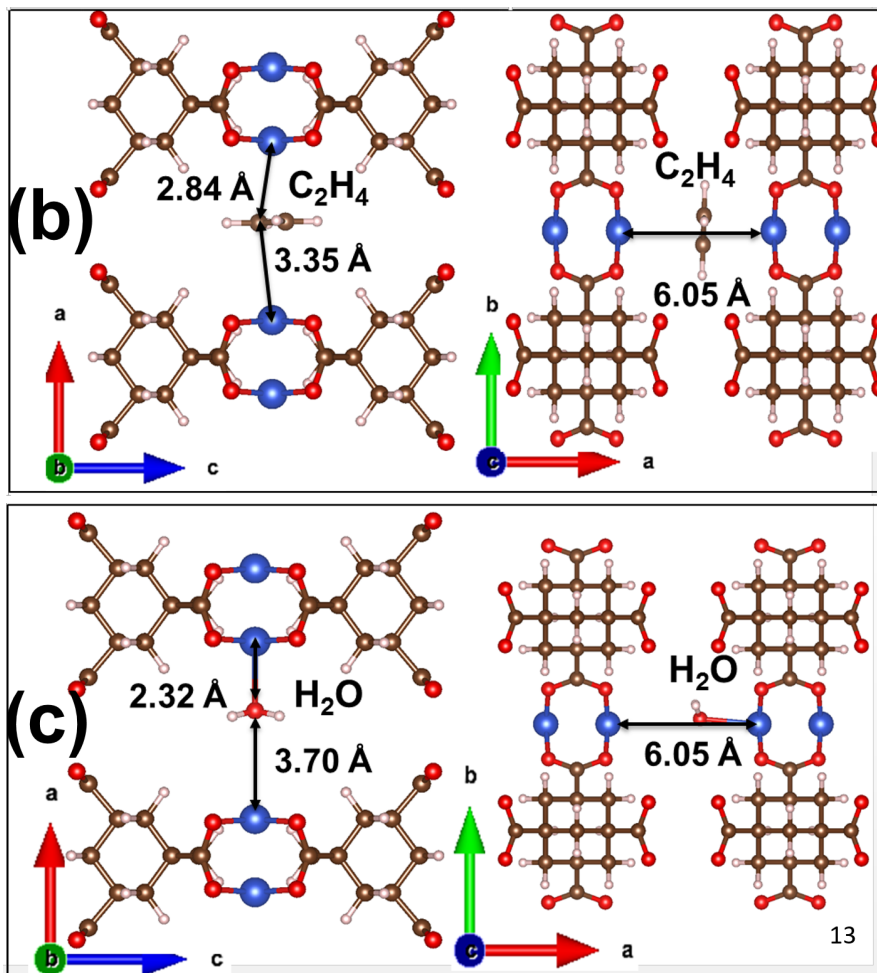 (b)
2.84 Å
C₂H₄
3.35 Å
a
b
c
C₂H₄
6.05 Å
b
c
a
(c)
2.32 Å
H₂O
3.70 Å
a
b
c
H₂O
6.05 Å
b
c
a
13